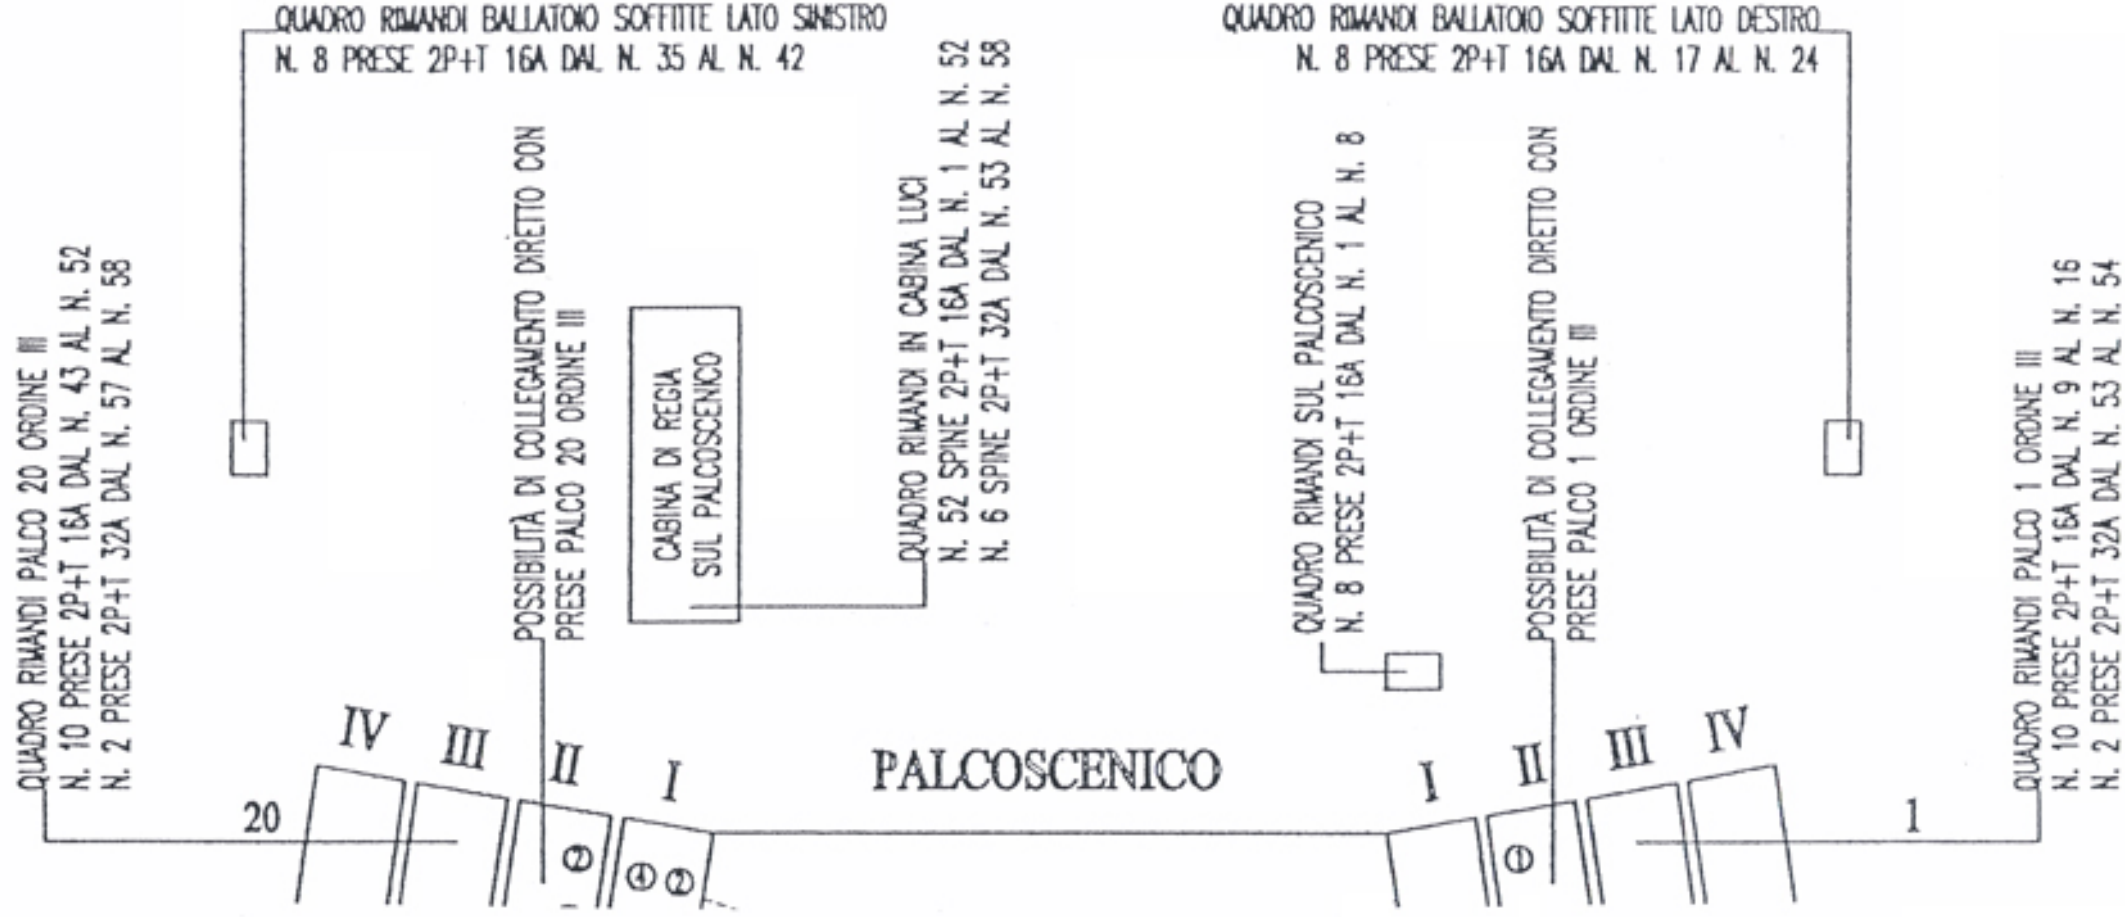 QUADRO RIMANDI BALLATOIO SOFFITTE LATO SINISTRO
N. 8 PRESE 2P+T 16A DAL N. 35 AL N. 42
QUADRO RIMANDI BALLATOIO SOFFITTE LATO DESTRO
N. 8 PRESE 2P+T 16A DAL N. 17 AL N. 24
QUADRO RIMANDI PALCO 20 ORDINE III
N. 10 PRESE 2P+T 16A DAL N. 43 AL N. 52
N. 2 PRESE 2P+T 32A DAL N. 57 AL N. 58
POSSIBILITÀ DI COLLEGAMENTO DIRETTO CON
PRESE PALCO 20 ORDINE III
CABINA DI REGIA
SUL PALCOSCENICO
QUADRO RIMANDI IN CABINA LUCI
N. 52 SPINE 2P+T 16A DAL N. 1 AL N. 52
N. 6 SPINE 2P+T 32A DAL N. 53 AL N. 58
QUADRO RIMANDI SUL PALCOSCENICO
N. 8 PRESE 2P+T 16A DAL N. 1 AL N. 8
POSSIBILITÀ DI COLLEGAMENTO DIRETTO CON
PRESE PALCO 1 ORDINE III
QUADRO RIMANDI PALCO 1 ORDINE III
N. 10 PRESE 2P+T 16A DAL N. 9 AL N. 16
N. 2 PRESE 2P+T 32A DAL N. 53 AL N. 54
IV III II I
PALCOSCENICO
I II III IV
20
1
②
④ ②
①